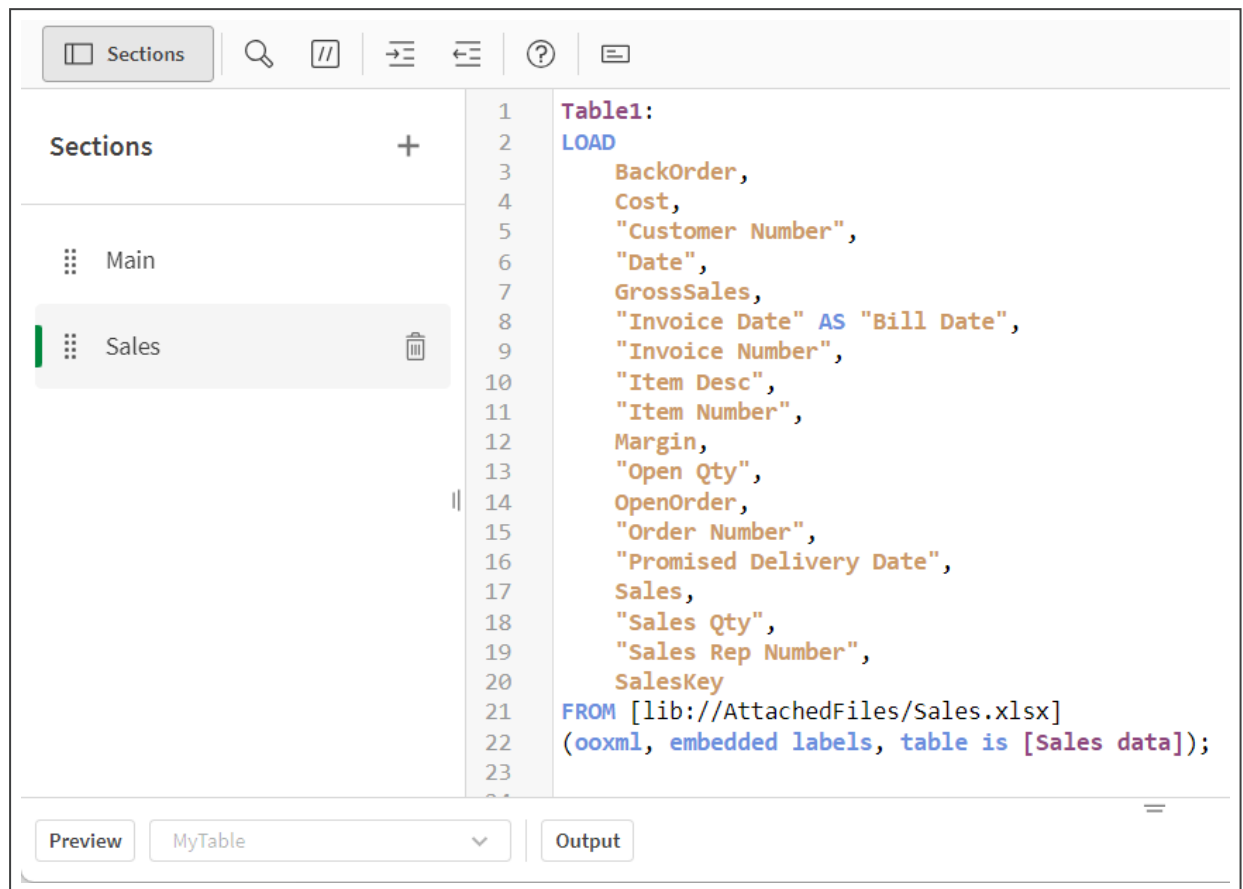 Sections
Sections
Main
Sales
1 Table1:
2 LOAD
3 BackOrder,
4 Cost,
5 "Customer Number",
6 "Date",
7 GrossSales,
8 "Invoice Date" AS "Bill Date",
9 "Invoice Number",
10 "Item Desc",
11 "Item Number",
12 Margin,
13 "Open Qty",
14 OpenOrder,
15 "Order Number",
16 "Promised Delivery Date",
17 Sales,
18 "Sales Qty",
19 "Sales Rep Number",
20 SalesKey
21 FROM [lib://AttachedFiles/Sales.xlsx]
22 (ooxml, embedded labels, table is [Sales data]);
23
Preview MyTable Output